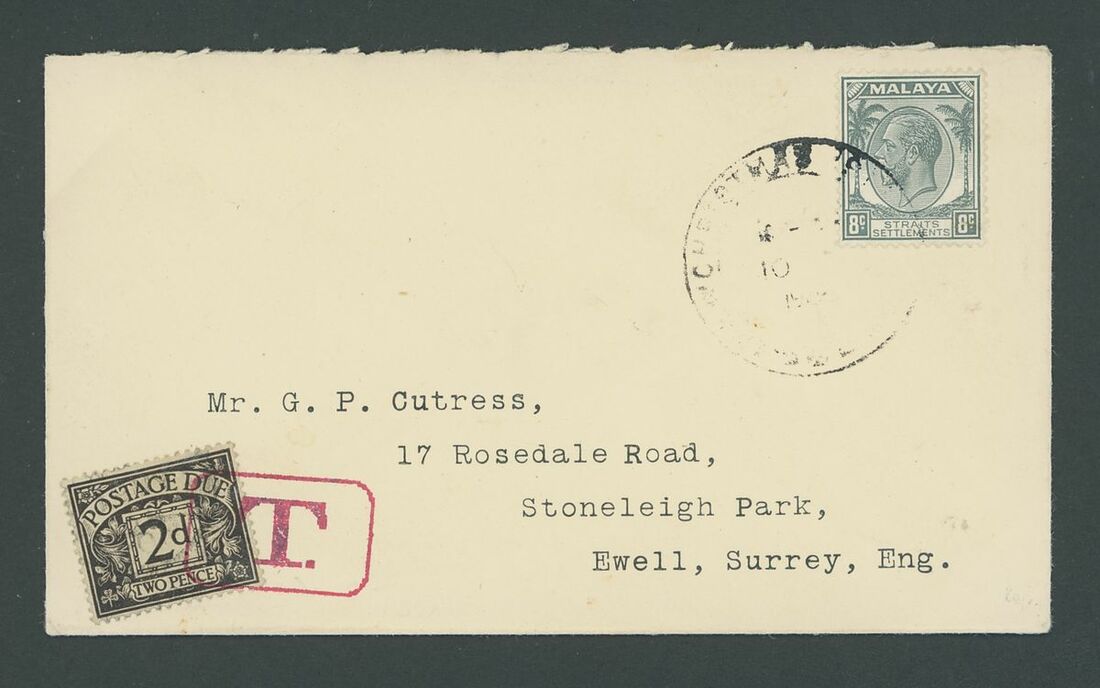 MALAYA
8c STRAITS SETTLEMENTS 8c
CHRISTMAS
10
Mr. G. P. Cutress,
17 Rosedale Road,
Stoneleigh Park,
Ewell, Surrey, Eng.
POSTAGE DUE
2d
TWO PENCE
T.